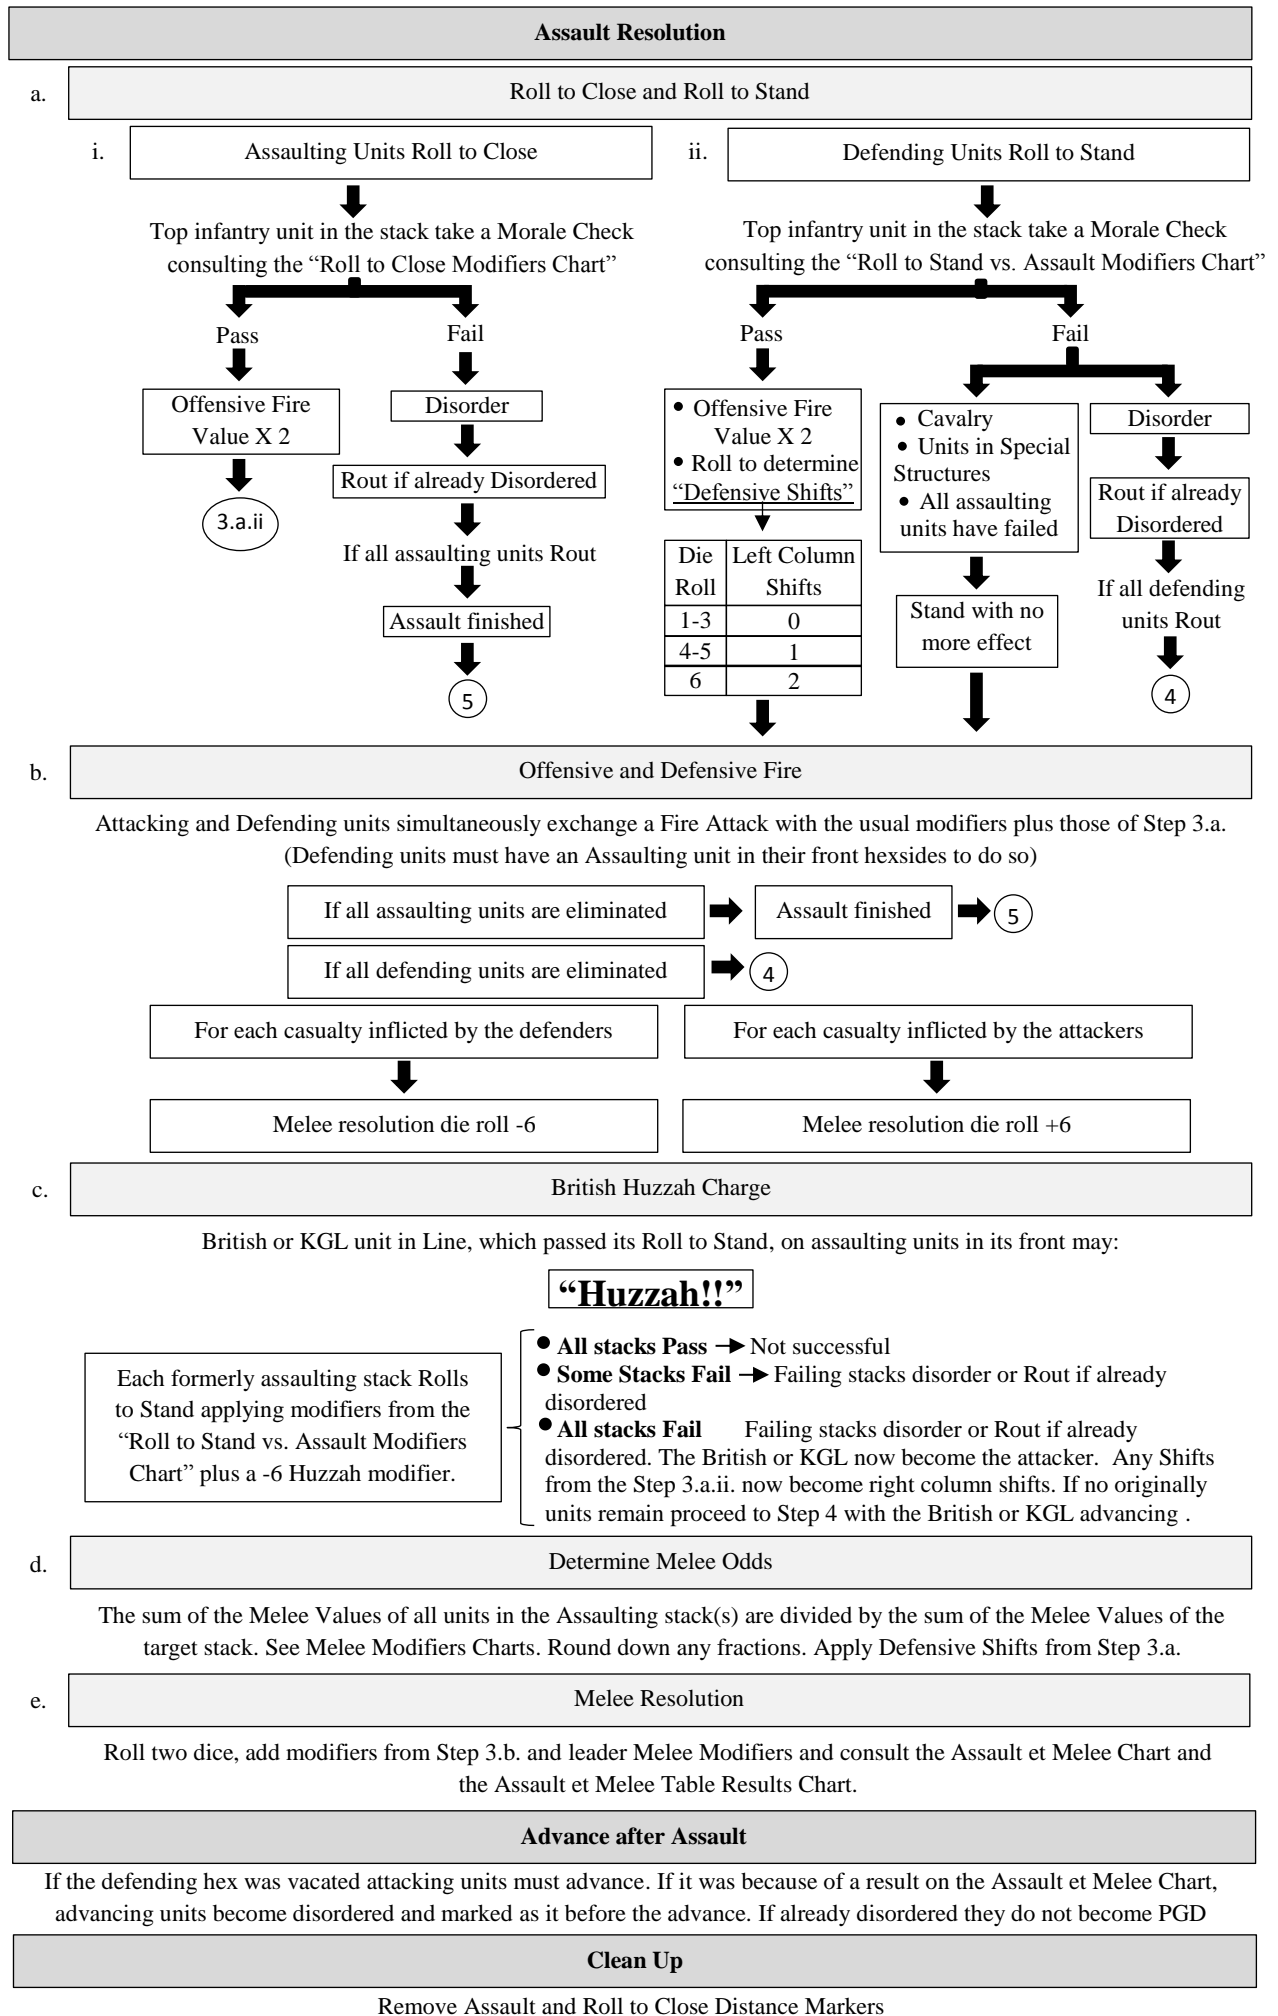 Assault Resolution
a.
Roll to Close and Roll to Stand
i.
Assaulting Units Roll to Close
Top infantry unit in the stack take a Morale Check
consulting the “Roll to Close Modifiers Chart”
Pass
Fail
Offensive Fire
Value X 2
3.a.ii
Disorder
Rout if already Disordered
If all assaulting units Rout
Assault finished
5
ii.
Defending Units Roll to Stand
Top infantry unit in the stack take a Morale Check
consulting the “Roll to Stand vs. Assault Modifiers Chart”
Pass
Fail
• Offensive Fire
Value X 2
• Roll to determine
“Defensive Shifts”
Die Left Column
Roll Shifts
1-3 0
4-5 1
6 2
• Cavalry
• Units in Special
Structures
• All assaulting
units have failed
Stand with no
more effect
Disorder
Rout if already
Disordered
If all defending
units Rout
4
b.
Offensive and Defensive Fire
Attacking and Defending units simultaneously exchange a Fire Attack with the usual modifiers plus those of Step 3.a.
(Defending units must have an Assaulting unit in their front hexsides to do so)
If all assaulting units are eliminated
Assault finished
5
If all defending units are eliminated
4
For each casualty inflicted by the defenders
Melee resolution die roll -6
For each casualty inflicted by the attackers
Melee resolution die roll +6
c.
British Huzzah Charge
British or KGL unit in Line, which passed its Roll to Stand, on assaulting units in its front may:
“Huzzah!!”
Each formerly assaulting stack Rolls
to Stand applying modifiers from the
“Roll to Stand vs. Assault Modifiers
Chart” plus a -6 Huzzah modifier.
• All stacks Pass → Not successful
• Some Stacks Fail → Failing stacks disorder or Rout if already
disordered
• All stacks Fail Failing stacks disorder or Rout if already
disordered. The British or KGL now become the attacker. Any Shifts
from the Step 3.a.ii. now become right column shifts. If no originally
units remain proceed to Step 4 with the British or KGL advancing .
d.
Determine Melee Odds
The sum of the Melee Values of all units in the Assaulting stack(s) are divided by the sum of the Melee Values of the
target stack. See Melee Modifiers Charts. Round down any fractions. Apply Defensive Shifts from Step 3.a.
e.
Melee Resolution
Roll two dice, add modifiers from Step 3.b. and leader Melee Modifiers and consult the Assault et Melee Chart and
the Assault et Melee Table Results Chart.
Advance after Assault
If the defending hex was vacated attacking units must advance. If it was because of a result on the Assault et Melee Chart,
advancing units become disordered and marked as it before the advance. If already disordered they do not become PGD
Clean Up
Remove Assault and Roll to Close Distance Markers